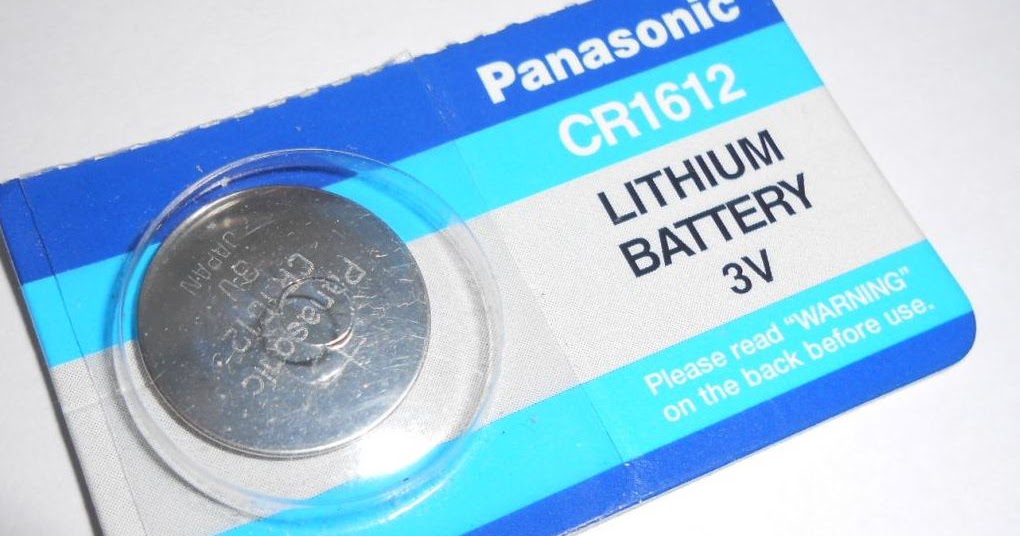 Panasonic
CR1612
LITHIUM
BATTERY
3V
Please read “WARNING”
on the back before use.
Panasonic
CR1612
3V
JAPAN